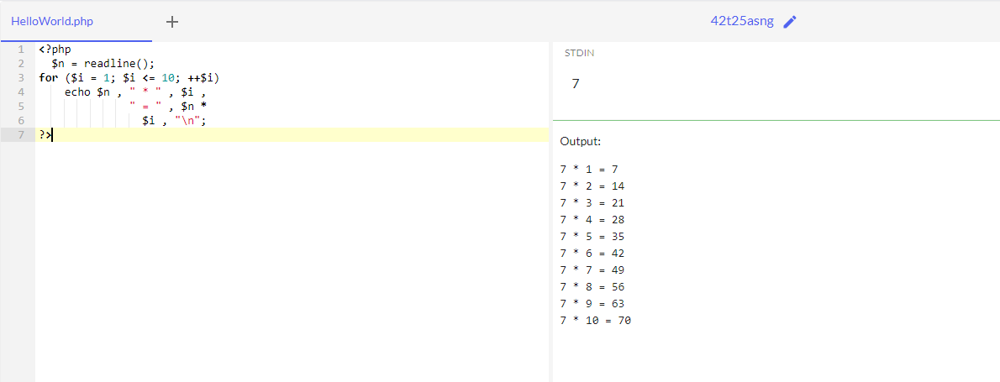 HelloWorld.php +
42t25asng
1 <?php
2   $n = readline();
3 for ($i = 1; $i <= 10; ++$i)
4     echo $n , " * " , $i ,
5               " = " , $n *
6                 $i , "\n";
7 ?>
STDIN
7
Output:
7 * 1 = 7
7 * 2 = 14
7 * 3 = 21
7 * 4 = 28
7 * 5 = 35
7 * 6 = 42
7 * 7 = 49
7 * 8 = 56
7 * 9 = 63
7 * 10 = 70